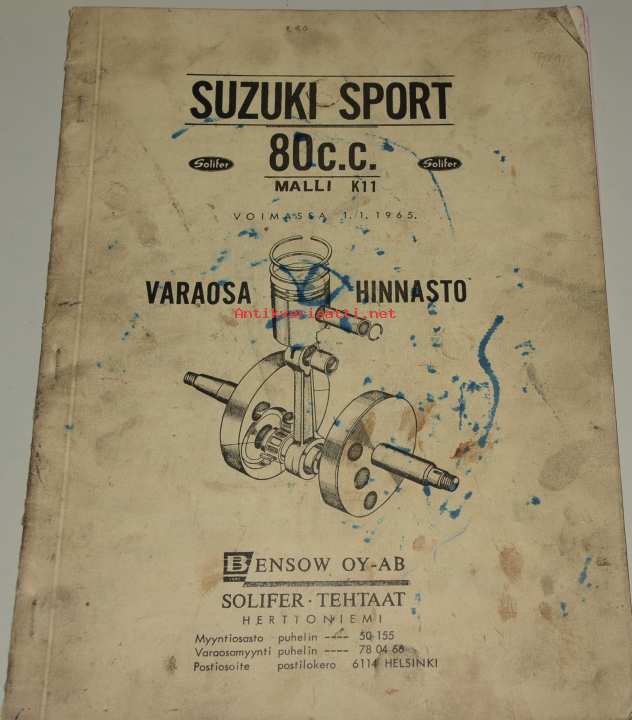 SUZUKI SPORT
80c.c.
Solifer
Solifer
MALLI K11
VOIMASSA 1.1.1965.
VARAOSA HINNASTO
Antikvariaatti.net
BENSOW OY-AB
SOLIFER·TEHTAAT
HERTTONIEMI
Myyntiosasto puhelin ---- 50 155
Varaosamyynti puhelin ---- 78 04 68
Postiosoite postilokero 6114 HELSINKI